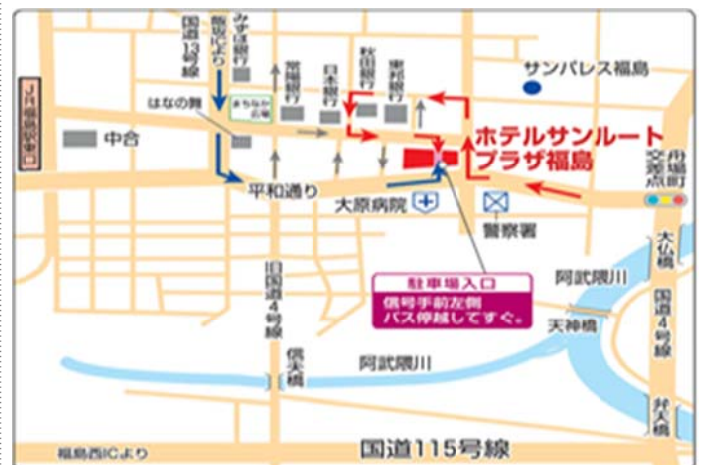 国道13号線
飯坂ICより
みずほ銀行
常陽銀行
日本銀行
秋田銀行
東邦銀行
サンパレス福島
はなの舞
まちなか
広場
JR福島駅東口
中合
ホテルサンルート
プラザ福島
舟場町
交差点
平和通り
大原病院
警察署
大仏橋
駐車場入口
信号手前左側
バス停越してすぐ。
阿武隈川
天神橋
国道4号線
旧国道4号線
信夫橋
阿武隈川
弁天橋
福島西ICより
国道115号線